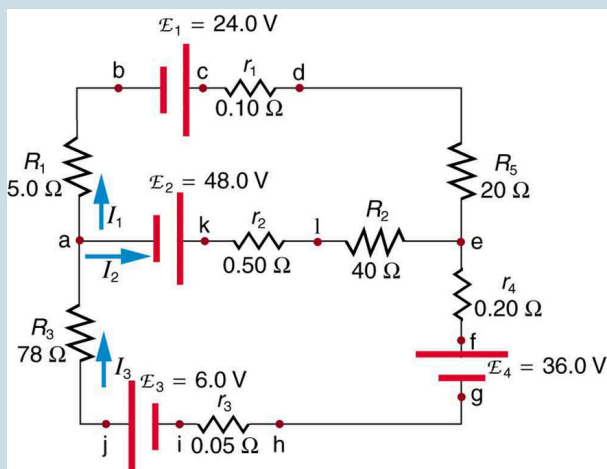 ℰ₁ = 24.0 V
b
c
r₁
d
0.10 Ω
R₁
5.0 Ω
R₅
20 Ω
ℰ₂ = 48.0 V
I₁
a
k
r₂
l
R₂
e
I₂
0.50 Ω
40 Ω
r₄
0.20 Ω
R₃
78 Ω
f
I₃
ℰ₃ = 6.0 V
ℰ₄ = 36.0 V
g
r₃
j
i
0.05 Ω
h